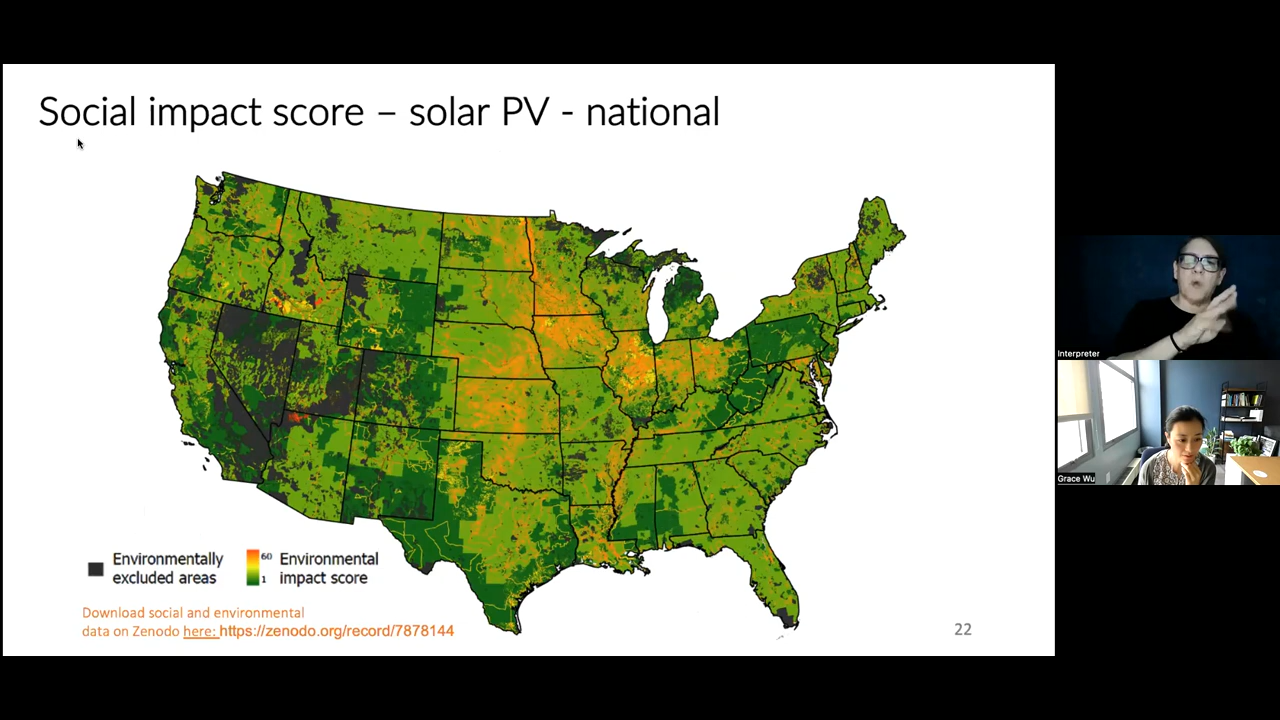 Social impact score – solar PV - national
Environmentally
excluded areas
60
1
Environmental
impact score
Download social and environmental
data on Zenodo here: https://zenodo.org/record/7878144
22
Interpreter
Grace Wu